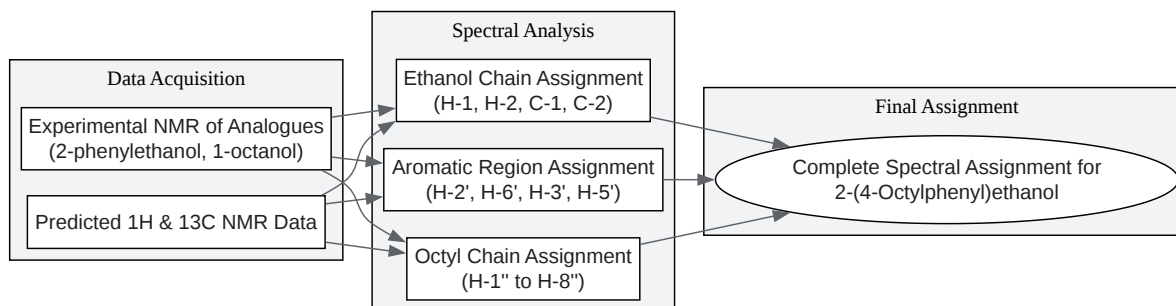 Data Acquisition
Experimental NMR of Analogues
(2-phenylethanol, 1-octanol)
Predicted 1H & 13C NMR Data
Spectral Analysis
Ethanol Chain Assignment
(H-1, H-2, C-1, C-2)
Aromatic Region Assignment
(H-2', H-6', H-3', H-5')
Octyl Chain Assignment
(H-1'' to H-8'')
Final Assignment
Complete Spectral Assignment for
2-(4-Octylphenyl)ethanol